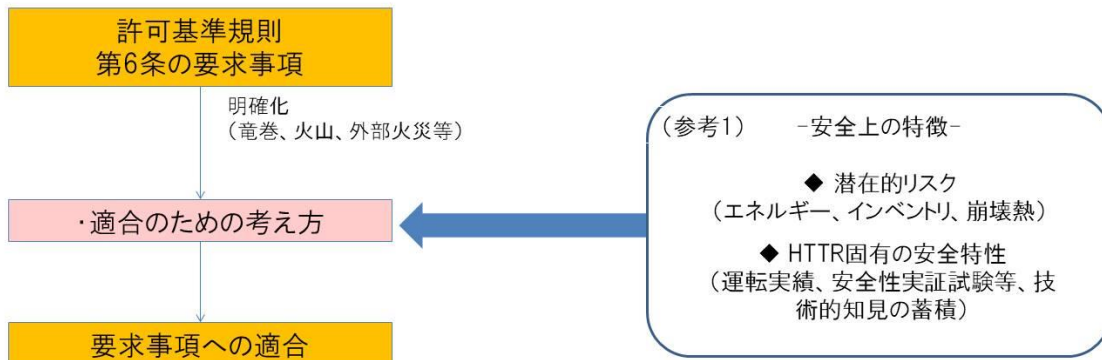 許可基準規則
第6条の要求事項
明確化
（竜巻、火山、外部火災等）
・適合のための考え方
要求事項への適合
（参考1）　－安全上の特徴－
◆ 潜在的リスク
（エネルギー、インベントリ、崩壊熱）
◆ HTTR固有の安全特性
（運転実績、安全性実証試験等、技
術的知見の蓄積）